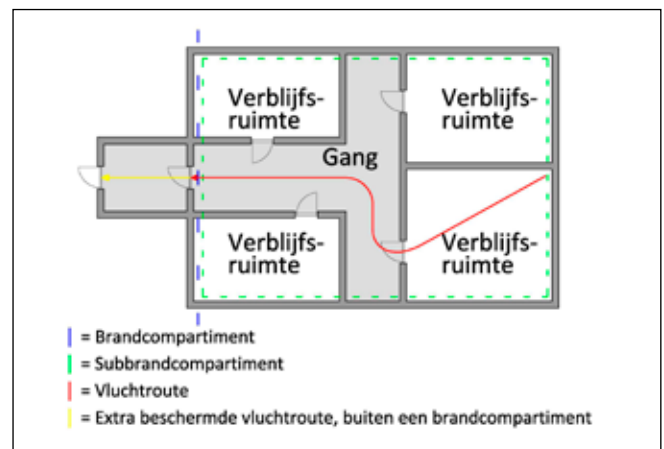 Verblijfs-
ruimte
Verblijfs-
ruimte
Gang
Verblijfs-
ruimte
Verblijfs-
ruimte
= Brandcompartiment
= Subbrandcompartiment
= Vluchtroute
= Extra beschermde vluchtroute, buiten een brandcompartiment